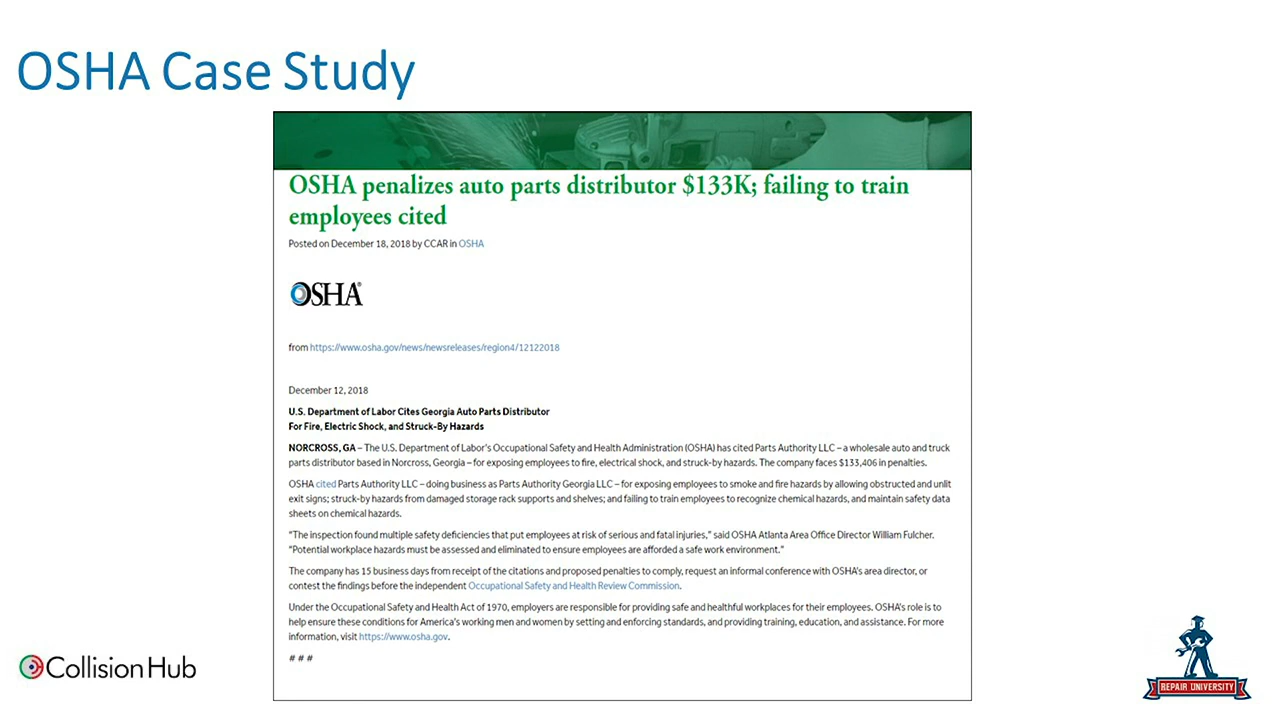 OSHA Case Study
OSHA penalizes auto parts distributor $133K; failing to train
employees cited
Posted on December 18, 2018 by CCAR in OSHA
OSHA®
from https://www.osha.gov/news/newsreleases/region4/12122018
December 12, 2018
U.S. Department of Labor Cites Georgia Auto Parts Distributor
For Fire, Electric Shock, and Struck-By Hazards
NORCROSS, GA – The U.S. Department of Labor's Occupational Safety and Health Administration (OSHA) has cited Parts Authority LLC – a wholesale auto and truck
parts distributor based in Norcross, Georgia – for exposing employees to fire, electrical shock, and struck-by hazards. The company faces $133,406 in penalties.
OSHA cited Parts Authority LLC – doing business as Parts Authority Georgia LLC – for exposing employees to smoke and fire hazards by allowing obstructed and unlit
exit signs; struck-by hazards from damaged storage rack supports and shelves; and failing to train employees to recognize chemical hazards, and maintain safety data
sheets on chemical hazards.
"The inspection found multiple safety deficiencies that put employees at risk of serious and fatal injuries," said OSHA Atlanta Area Office Director William Fulcher.
"Potential workplace hazards must be assessed and eliminated to ensure employees are afforded a safe work environment."
The company has 15 business days from receipt of the citations and proposed penalties to comply, request an informal conference with OSHA's area director, or
contest the findings before the independent Occupational Safety and Health Review Commission.
Under the Occupational Safety and Health Act of 1970, employers are responsible for providing safe and healthful workplaces for their employees. OSHA's role is to
help ensure these conditions for America's working men and women by setting and enforcing standards, and providing training, education, and assistance. For more
information, visit https://www.osha.gov.
# # #
Collision Hub
REPAIR UNIVERSITY